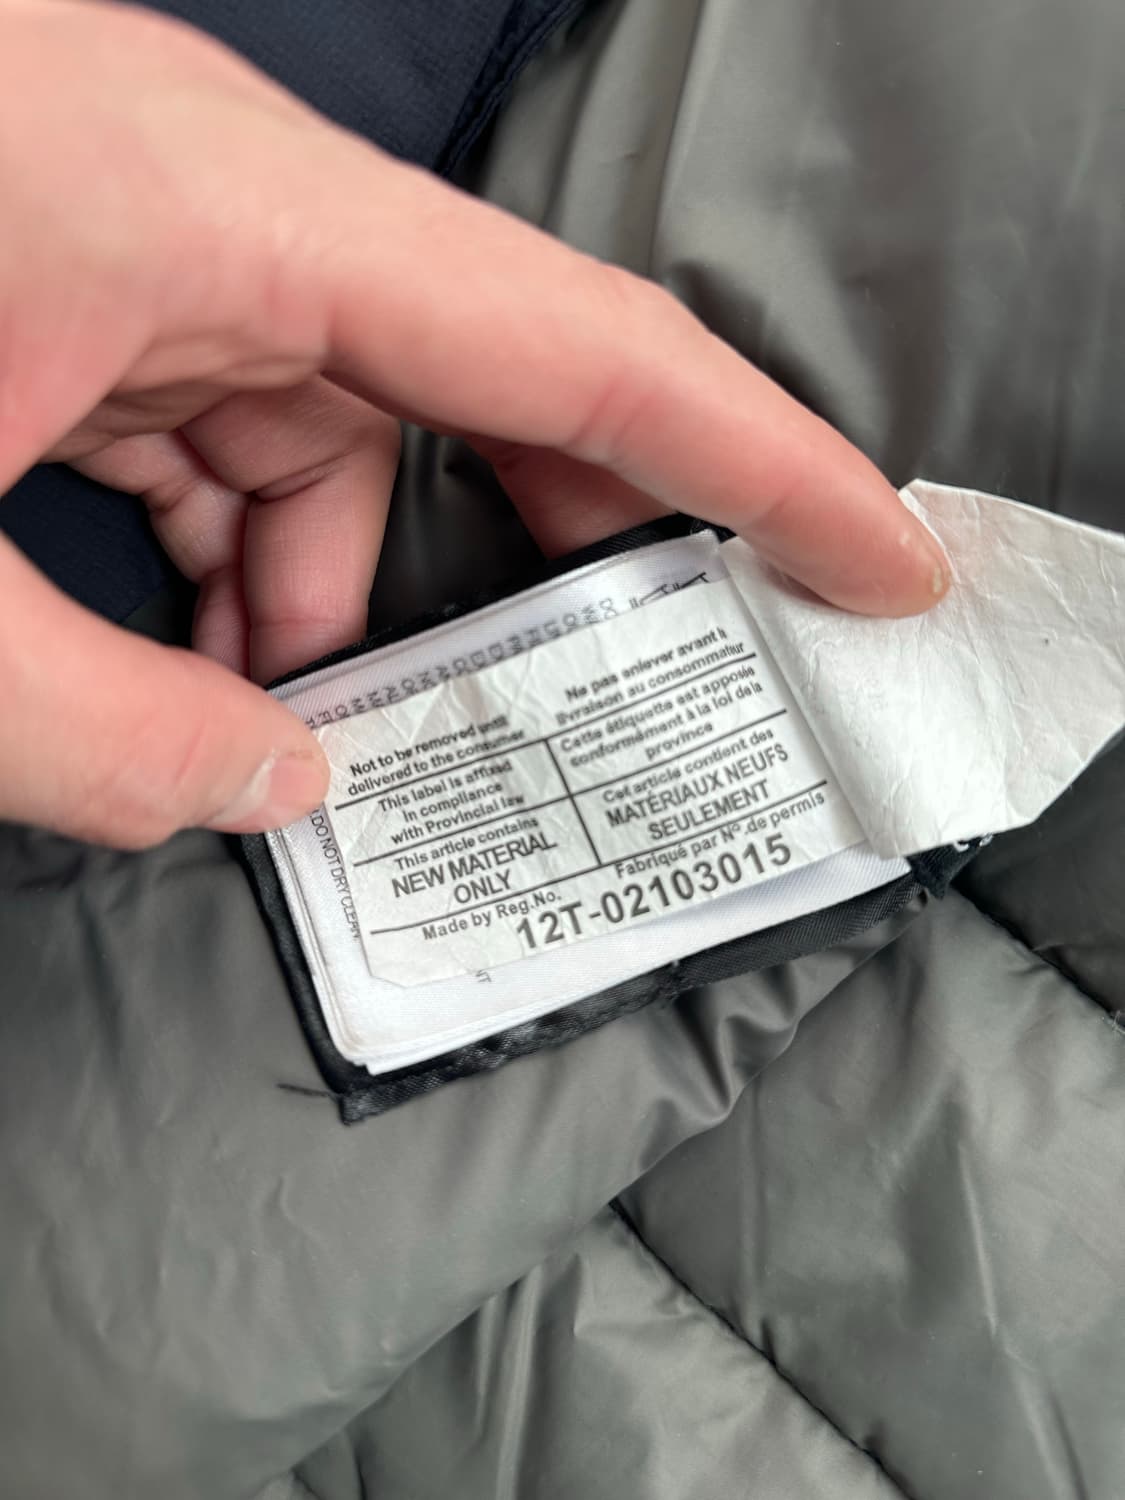 Not to be removed until
delivered to the consumer
This label is affixed
in compliance
with Provincial law
This article contains
NEW MATERIAL
ONLY
Made by Reg.No.
Ne pas enlever avant la
livraison au consommatiur
Cette étiquette est apposée
conformément à la loi de la
province
Cet article contient des
MATÉRIAUX NEUFS
SEULEMENT
Fabriqué par Nº.de permis
12T-02103015
DO NOT DRY CLEAN